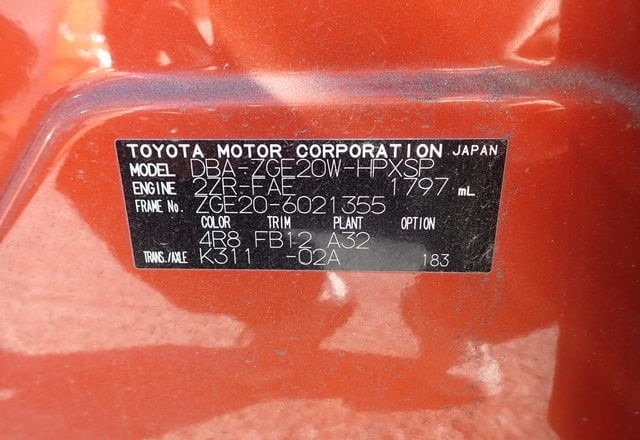 TOYOTA MOTOR CORPORATION JAPAN
MODEL DBA-ZGE20W-HPXSP
ENGINE 2ZR-FAE 1797 mL
FRAME No. ZGE20-6021355
COLOR TRIM PLANT OPTION
4R8 FB12 A32
TRANS./AXLE K311 -02A 183